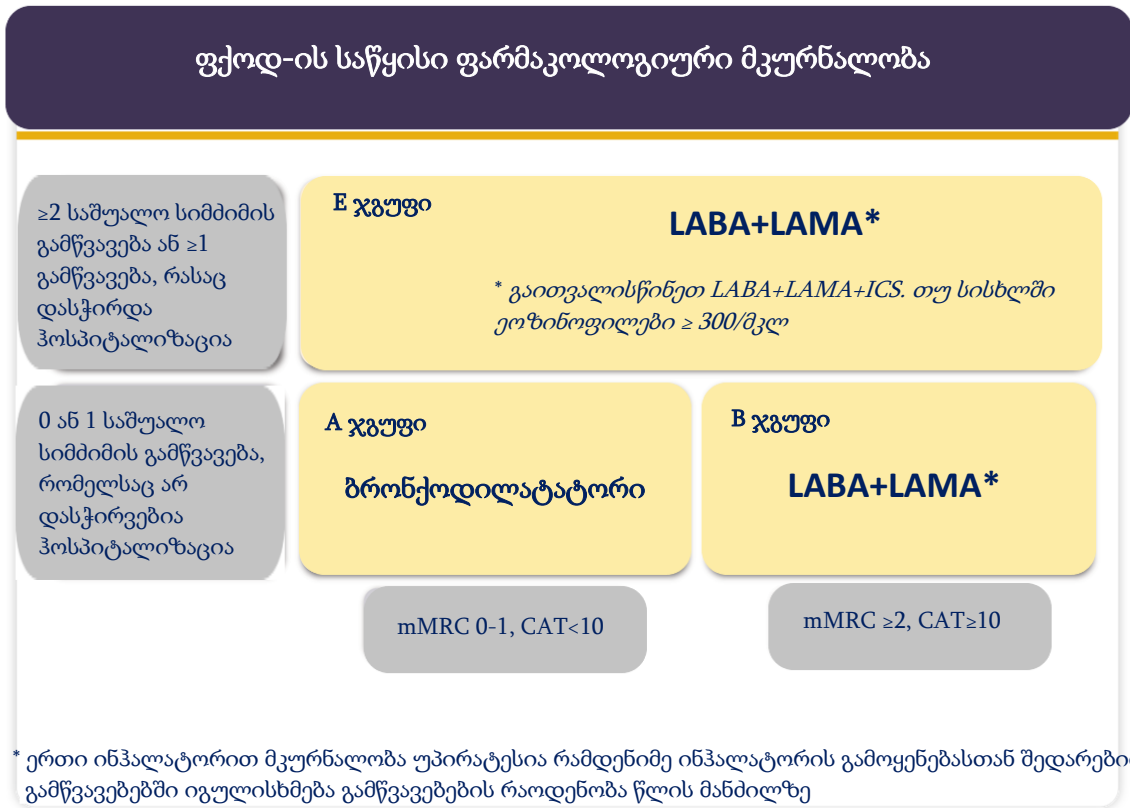 ფქოდ-ის საწყისი ფარმაკოლოგიური მკურნალობა
≥2 საშუალო სიმძიმის
გამწვავება ან ≥1
გამწვავება, რასაც
დასჭირდა
ჰოსპიტალიზაცია
E ჯგუფი
LABA+LAMA*
* გაითვალისწინეთ LABA+LAMA+ICS. თუ სისხლში
ეოზინოფილები ≥ 300/მკლ
0 ან 1 საშუალო
სიმძიმის გამწვავება,
რომელსაც არ
დასჭირვებია
ჰოსპიტალიზაცია
A ჯგუფი
ბრონქოდილატატორი
B ჯგუფი
LABA+LAMA*
mMRC 0-1, CAT<10
mMRC ≥2, CAT≥10
* ერთი ინჰალატორით მკურნალობა უპირატესია რამდენიმე ინჰალატორის გამოყენებასთან შედარებით
გამწვავებებში იგულისხმება გამწვავებების რაოდენობა წლის მანძილზე